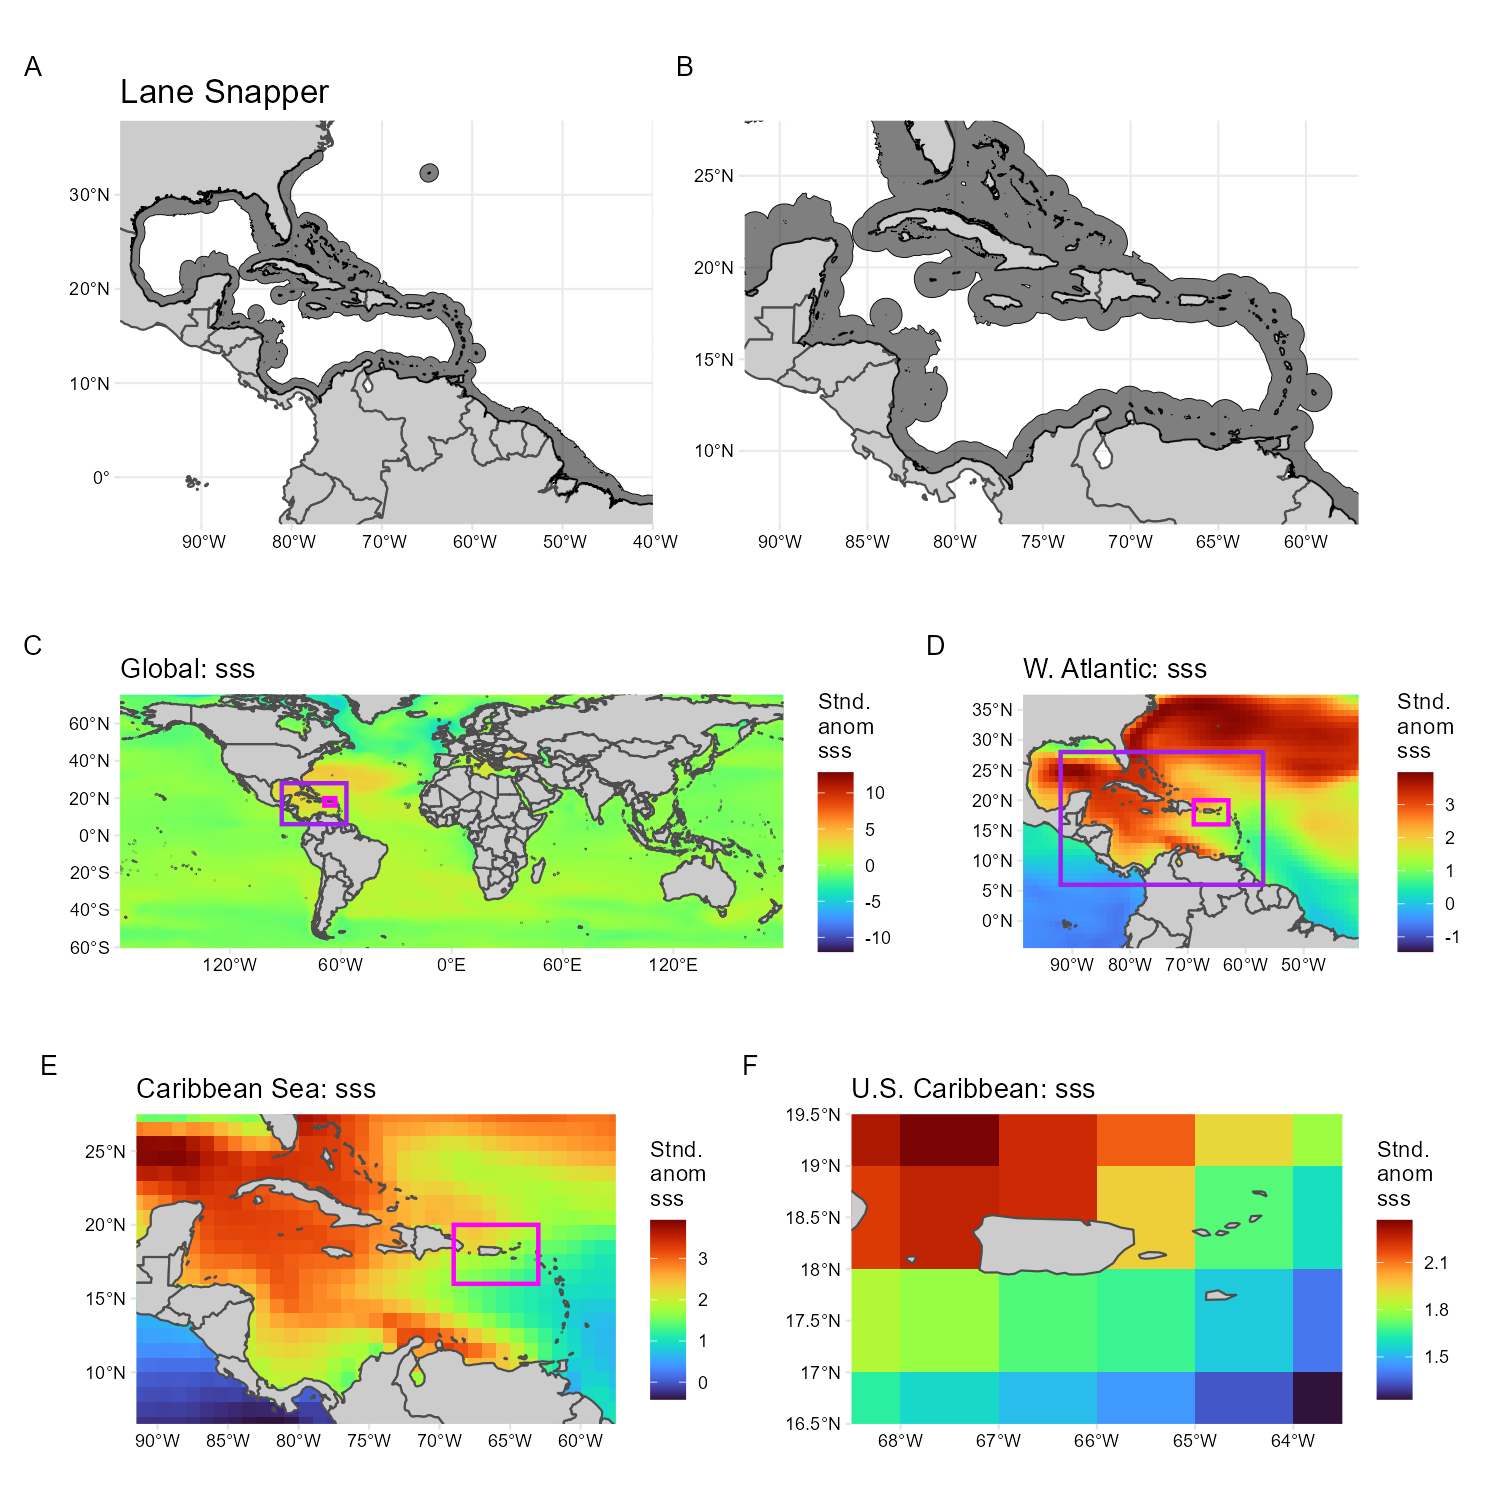 A
B
Lane Snapper
30°N
20°N
10°N
0°
90°W
80°W
70°W
60°W
50°W
40°W
25°N
20°N
15°N
10°N
90°W
85°W
80°W
75°W
70°W
65°W
60°W
C
Global: sss
60°N
40°N
20°N
0°N
20°S
40°S
60°S
120°W
60°W
0°E
60°E
120°E
Stnd.
anom
sss
10
5
0
-5
-10
D
W. Atlantic: sss
35°N
30°N
25°N
20°N
15°N
10°N
5°N
0°N
90°W
80°W
70°W
60°W
50°W
Stnd.
anom
sss
3
2
1
0
-1
E
Caribbean Sea: sss
25°N
20°N
15°N
10°N
90°W
85°W
80°W
75°W
70°W
65°W
60°W
Stnd.
anom
sss
3
2
1
0
F
U.S. Caribbean: sss
19.5°N
19°N
18.5°N
18°N
17.5°N
17°N
16.5°N
68°W
67°W
66°W
65°W
64°W
Stnd.
anom
sss
2.1
1.8
1.5